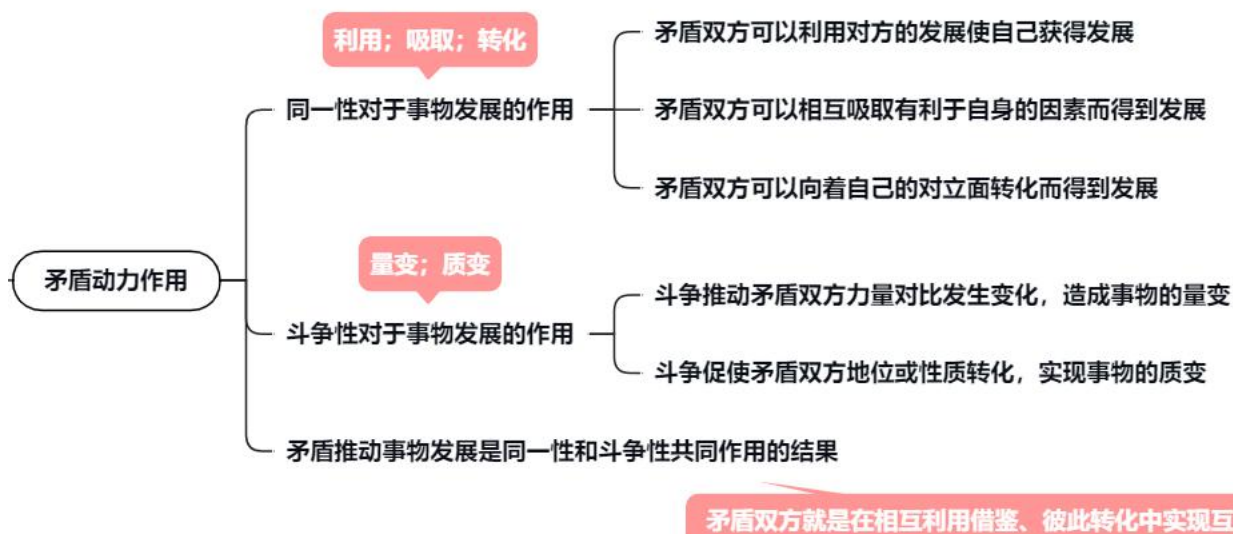 利用；吸取；转化
矛盾双方可以利用对方的发展使自己获得发展
同一性对于事物发展的作用
矛盾双方可以相互吸取有利于自身的因素而得到发展
矛盾双方可以向着自己的对立面转化而得到发展
矛盾动力作用
量变；质变
斗争推动矛盾双方力量对比发生变化，造成事物的量变
斗争性对于事物发展的作用
斗争促使矛盾双方地位或性质转化，实现事物的质变
矛盾推动事物发展是同一性和斗争性共同作用的结果
矛盾双方就是在相互利用借鉴、彼此转化中实现互